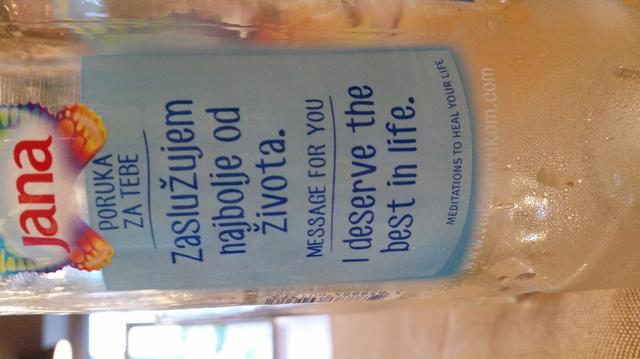 jana
PORUKA
ZA TEBE
Zaslužujem
najbolje od
života.
MESSAGE FOR YOU
I deserve the
best in life.
MEDITATIONS TO HEAL YOUR LIFE